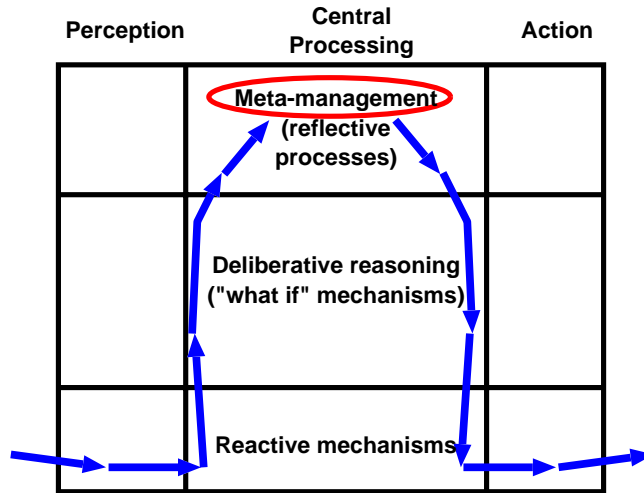 Perception
Central
Processing
Action
Meta-management
(reflective
processes)
Deliberative reasoning
("what if" mechanisms)
Reactive mechanisms